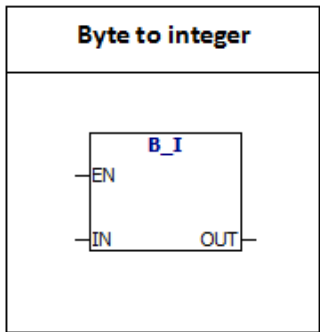 Byte to integer
B_I
EN
IN OUT